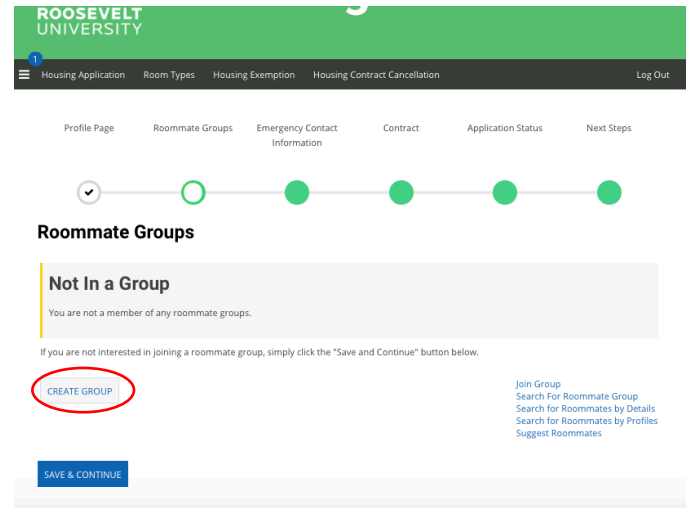 ROOSEVELT
UNIVERSITY
g
1
Housing Application Room Types Housing Exemption Housing Contract Cancellation Log Out
Profile Page Roommate Groups Emergency Contact Information Contract Application Status Next Steps
Roommate Groups
Not In a Group
You are not a member of any roommate groups.
If you are not interested in joining a roommate group, simply click the "Save and Continue" button below.
CREATE GROUP
Join Group
Search For Roommate Group
Search for Roommates by Details
Search for Roommates by Profiles
Suggest Roommates
SAVE & CONTINUE